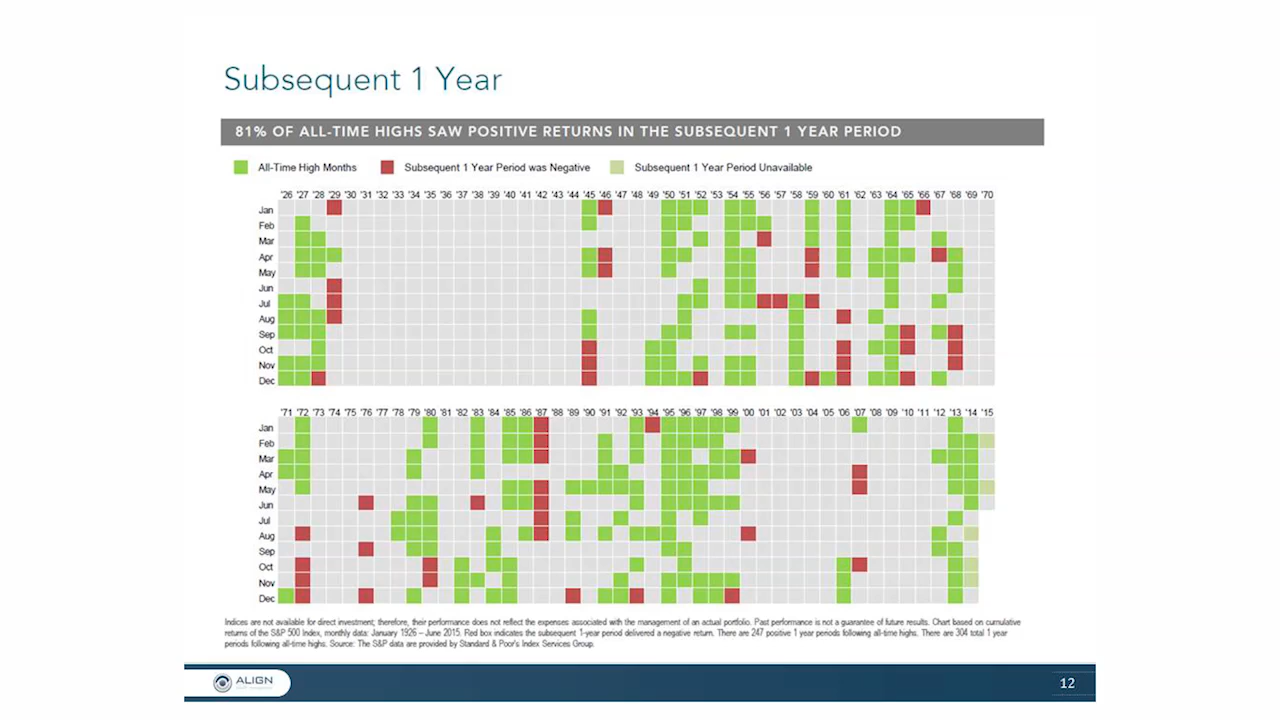 Subsequent 1 Year
81% OF ALL-TIME HIGHS SAW POSITIVE RETURNS IN THE SUBSEQUENT 1 YEAR PERIOD
All-Time High Months Subsequent 1 Year Period was Negative Subsequent 1 Year Period Unavailable
'26 '27 '28 '29 '30 '31 '32 '33 '34 '35 '36 '37 '38 '39 '40 '41 '42 '43 '44 '45 '46 '47 '48 '49 '50 '51 '52 '53 '54 '55 '56 '57 '58 '59 '60 '61 '62 '63 '64 '65 '66 '67 '68 '69 '70
Jan
Feb
Mar
Apr
May
Jun
Jul
Aug
Sep
Oct
Nov
Dec
'71 '72 '73 '74 '75 '76 '77 '78 '79 '80 '81 '82 '83 '84 '85 '86 '87 '88 '89 '90 '91 '92 '93 '94 '95 '96 '97 '98 '99 '00 '01 '02 '03 '04 '05 '06 '07 '08 '09 '10 '11 '12 '13 '14 '15
Jan
Feb
Mar
Apr
May
Jun
Jul
Aug
Sep
Oct
Nov
Dec
Indices are not available for direct investment; therefore, their performance does not reflect the expenses associated with the management of an actual portfolio. Past performance is not a guarantee of future results. Chart based on cumulative
returns of the S&P 500 Index, monthly data: January 1926 – June 2015. Red box indicates the subsequent 1-year period delivered a negative return. There are 247 positive 1 year periods following all-time highs. There are 304 total 1 year
periods following all-time highs. Source: The S&P data are provided by Standard & Poor's Index Services Group.
ALIGN
12